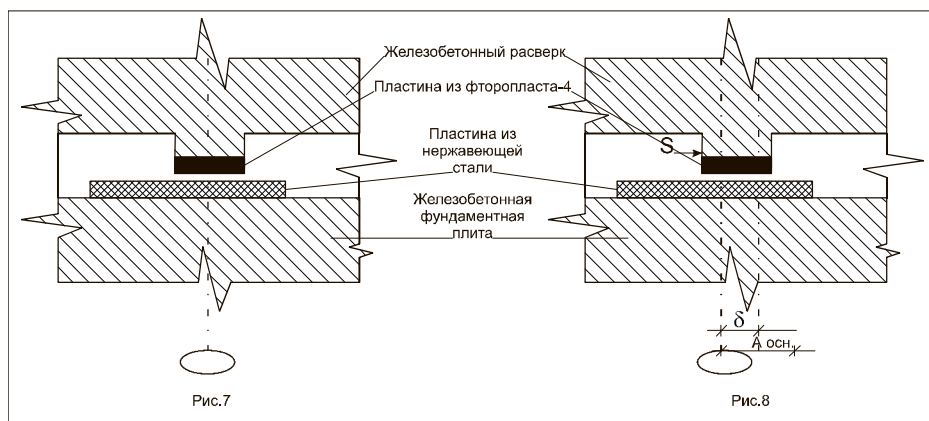 Железобетонный расверк
Пластина из фторопласта-4
Пластина из
нержавеющей
стали
S
Железобетонная
фундаментная
плита
δ
А осн.
Рис.7
Рис.8